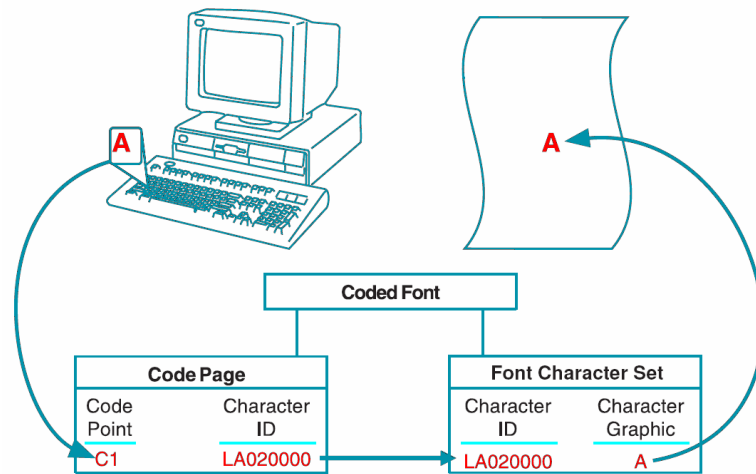 A
A
Coded Font
Code Page
Code Point
Character ID
C1
LA020000
Font Character Set
Character ID
Character Graphic
LA020000
A